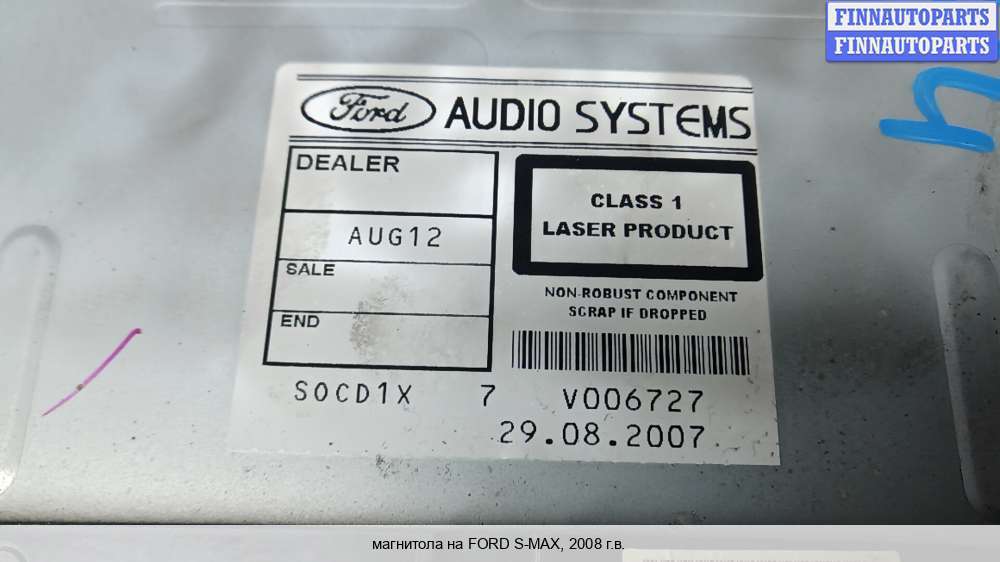 FINNAUTOPARTS
FINNAUTOPARTS
Ford AUDIO SYSTEMS
DEALER
AUG12
SALE
END
CLASS 1
LASER PRODUCT
NON-ROBUST COMPONENT
SCRAP IF DROPPED
SOCD1X 7 V006727
29.08.2007
магнитола на FORD S-MAX, 2008 г.в.